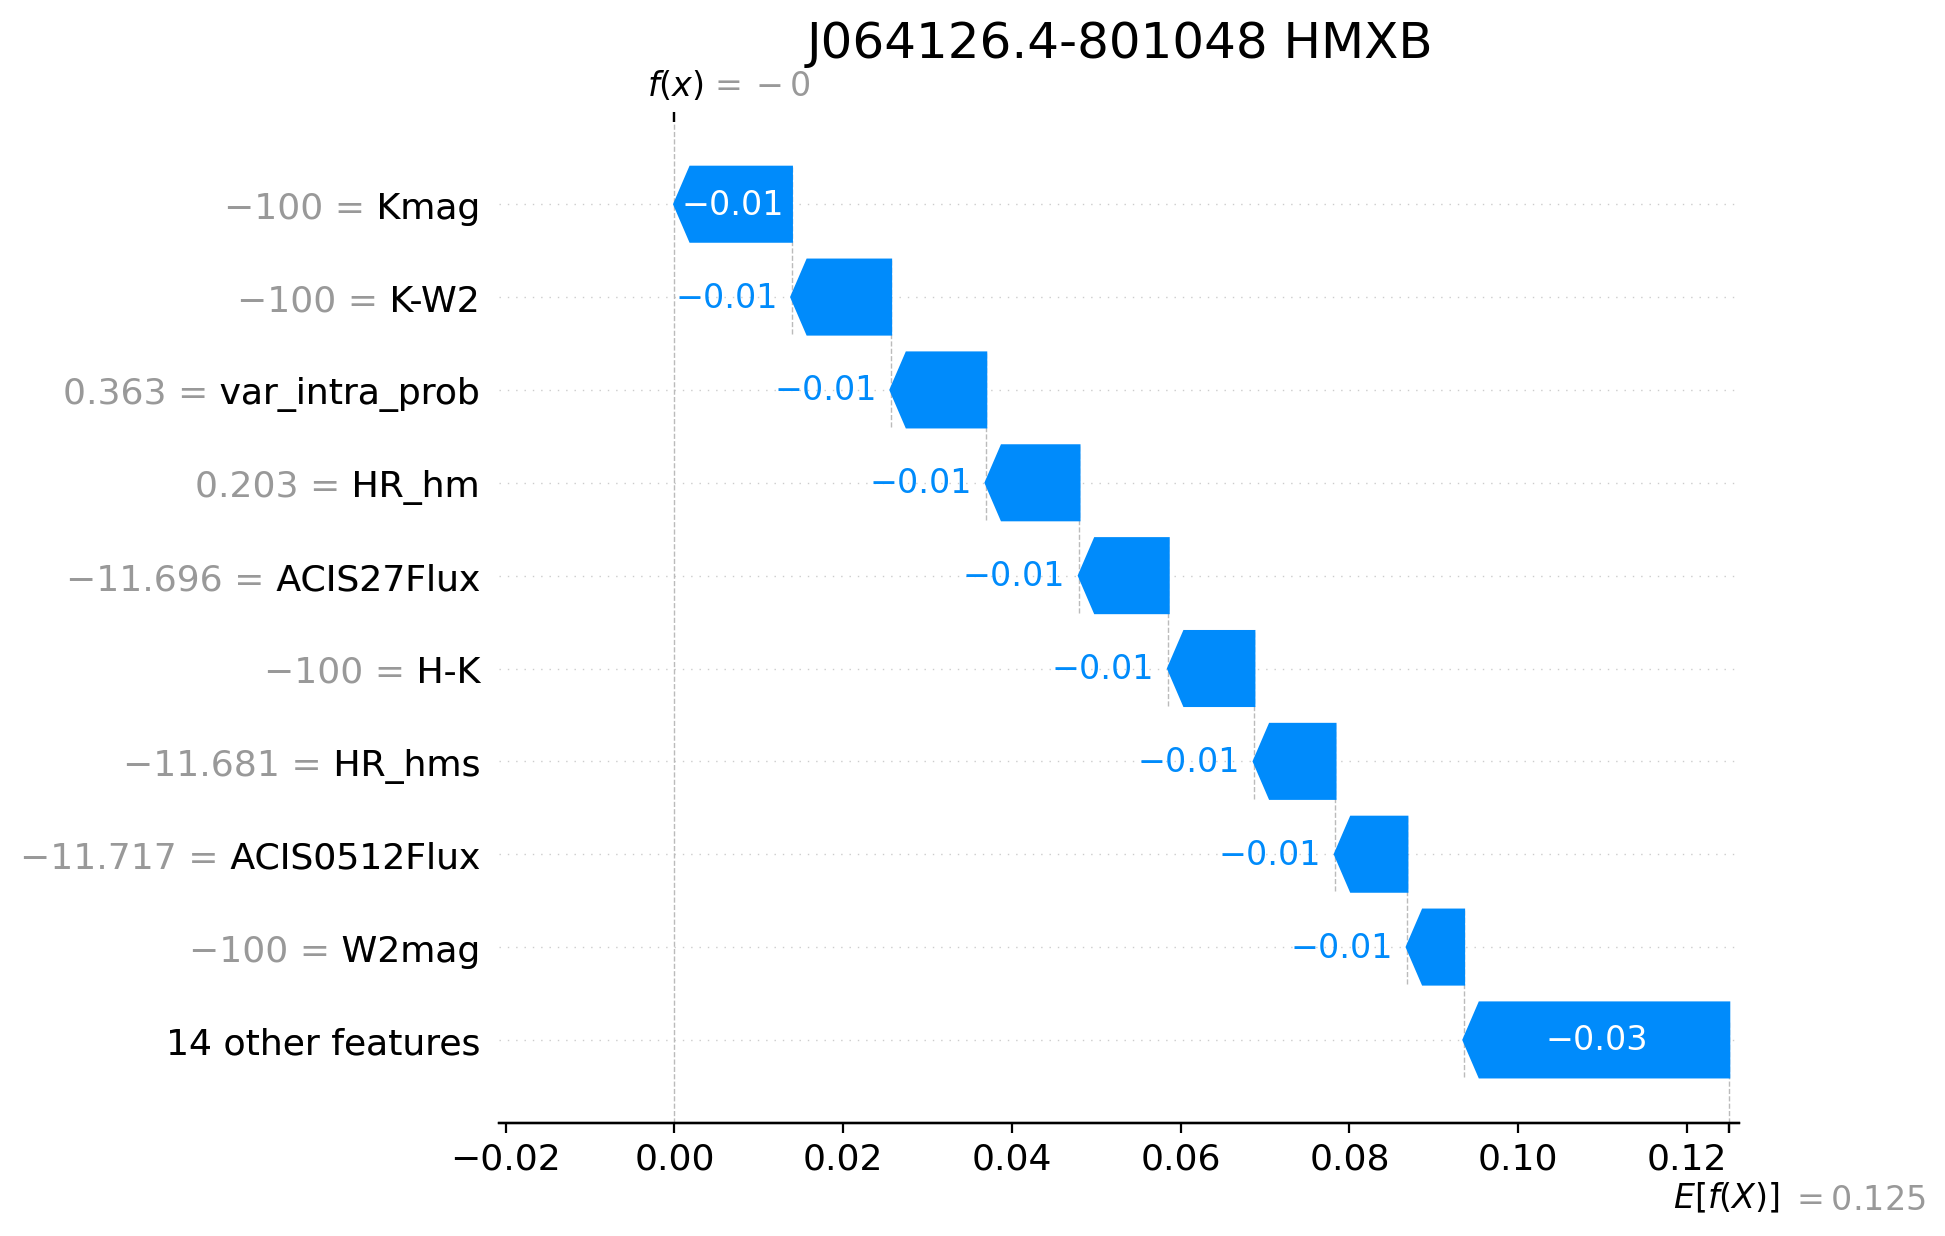 J064126.4-801048 HMXB
f(x) = −0
−100 = Kmag −0.01
−100 = K-W2 −0.01
0.363 = var_intra_prob −0.01
0.203 = HR_hm −0.01
−11.696 = ACIS27Flux −0.01
−100 = H-K −0.01
−11.681 = HR_hms −0.01
−11.717 = ACIS0512Flux −0.01
−100 = W2mag −0.01
14 other features −0.03
−0.02 0.00 0.02 0.04 0.06 0.08 0.10 0.12
E[f(X)] = 0.125